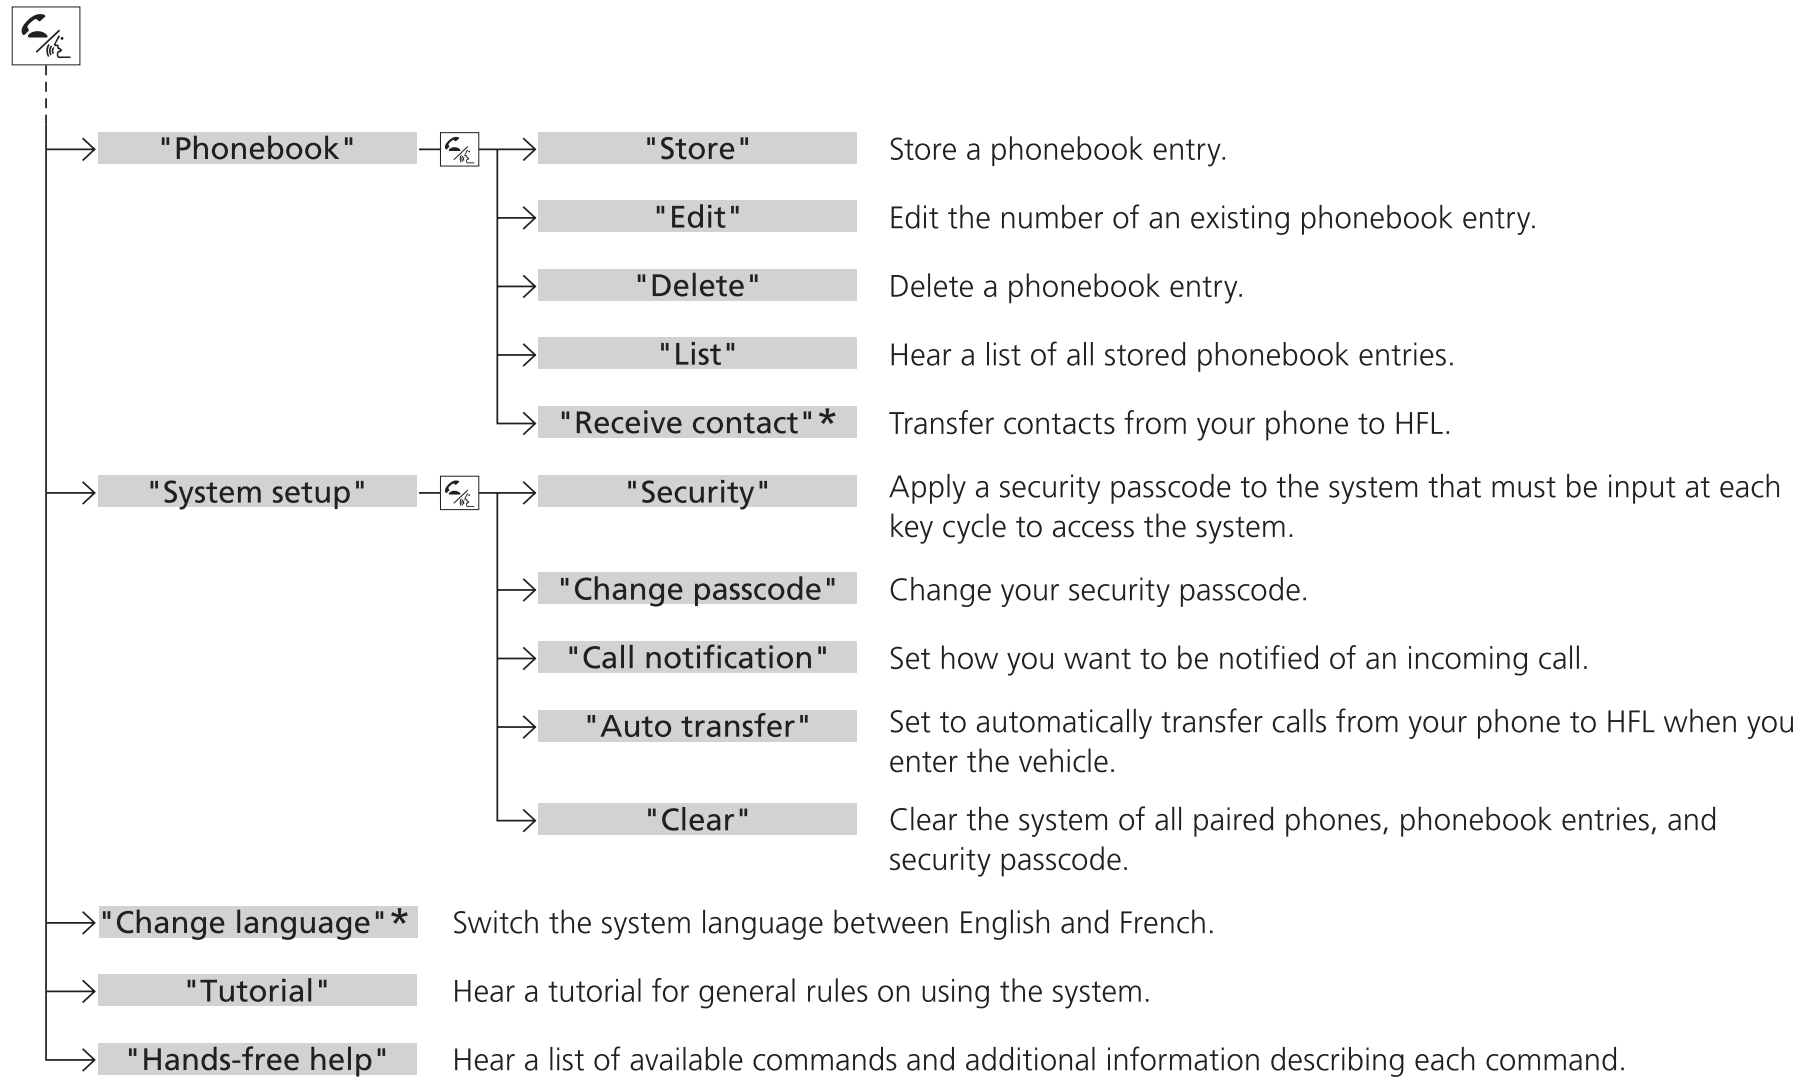 "Phonebook"
"Store"
Store a phonebook entry.
"Edit"
Edit the number of an existing phonebook entry.
"Delete"
Delete a phonebook entry.
"List"
Hear a list of all stored phonebook entries.
"Receive contact"*
Transfer contacts from your phone to HFL.
"System setup"
"Security"
Apply a security passcode to the system that must be input at each
key cycle to access the system.
"Change passcode"
Change your security passcode.
"Call notification"
Set how you want to be notified of an incoming call.
"Auto transfer"
Set to automatically transfer calls from your phone to HFL when you
enter the vehicle.
"Clear"
Clear the system of all paired phones, phonebook entries, and
security passcode.
"Change language"*
Switch the system language between English and French.
"Tutorial"
Hear a tutorial for general rules on using the system.
"Hands-free help"
Hear a list of available commands and additional information describing each command.